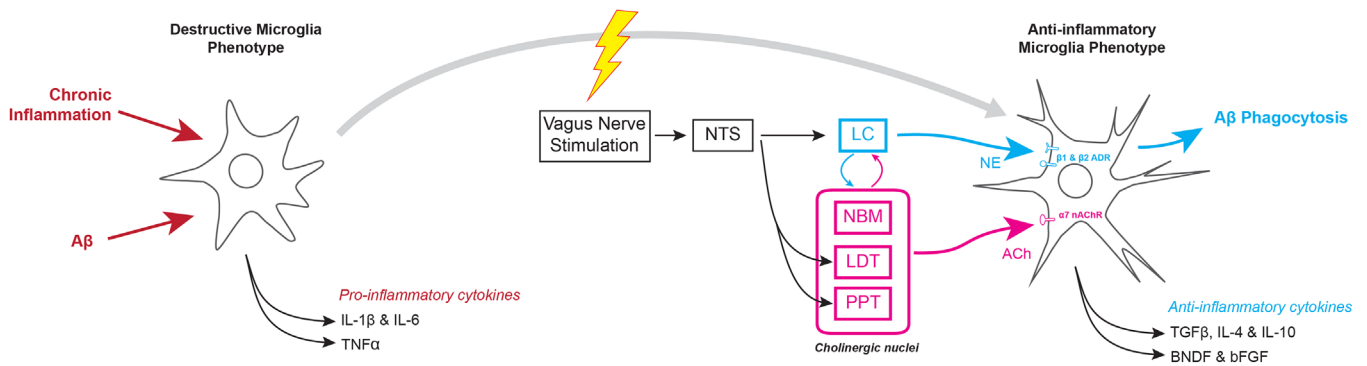 Destructive Microglia
Phenotype
Chronic
Inflammation
Aβ
Pro-inflammatory cytokines
IL-1β & IL-6
TNFα
Vagus Nerve
Stimulation
NTS
LC
NBM
LDT
PPT
Cholinergic nuclei
NE
ACh
Anti-inflammatory
Microglia Phenotype
β1 & β2 ADR
α7 nAChR
Aβ Phagocytosis
Anti-inflammatory cytokines
TGFβ, IL-4 & IL-10
BNDF & bFGF